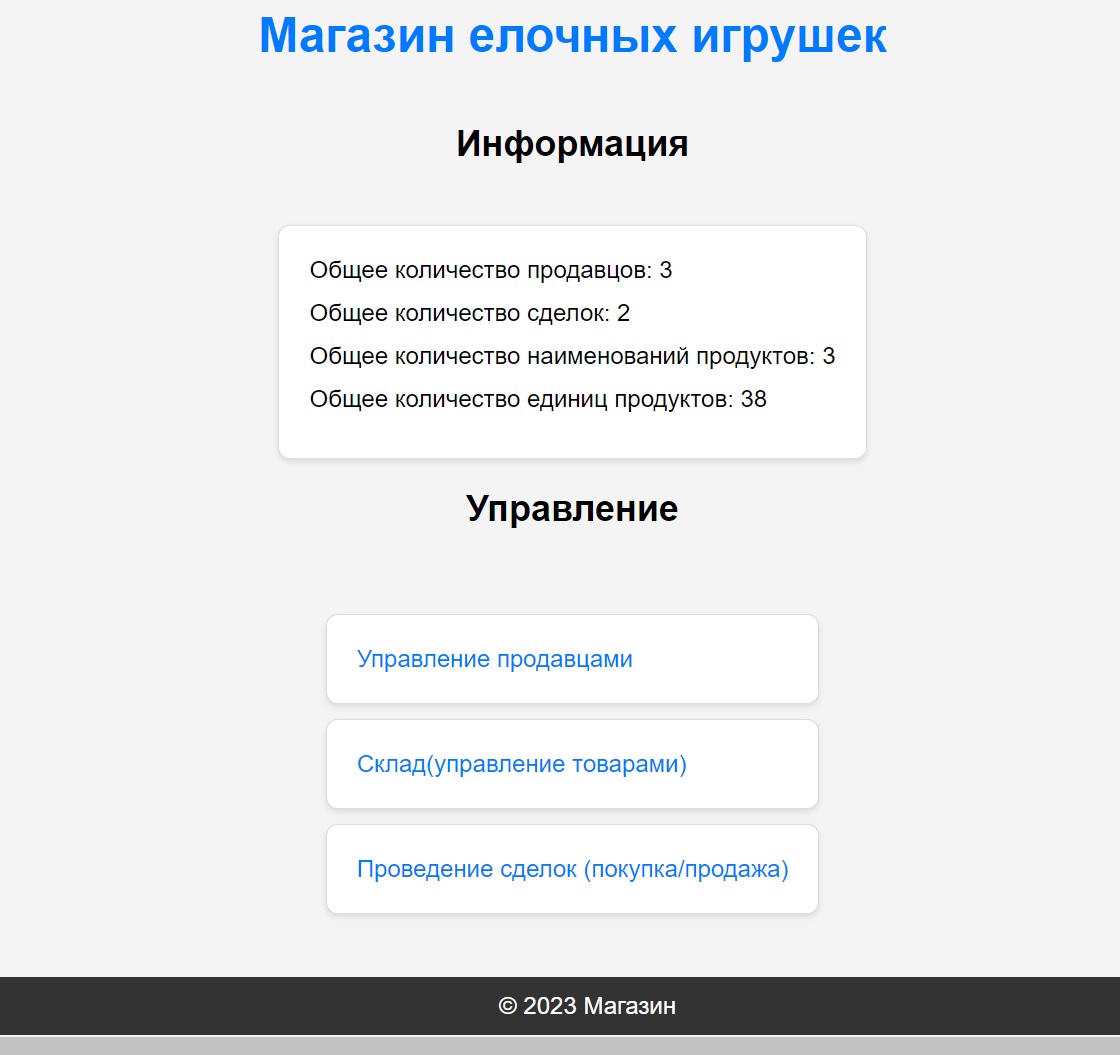 Магазин елочных игрушек
Информация
Общее количество продавцов: 3
Общее количество сделок: 2
Общее количество наименований продуктов: 3
Общее количество единиц продуктов: 38
Управление
Управление продавцами
Склад(управление товарами)
Проведение сделок (покупка/продажа)
© 2023 Магазин